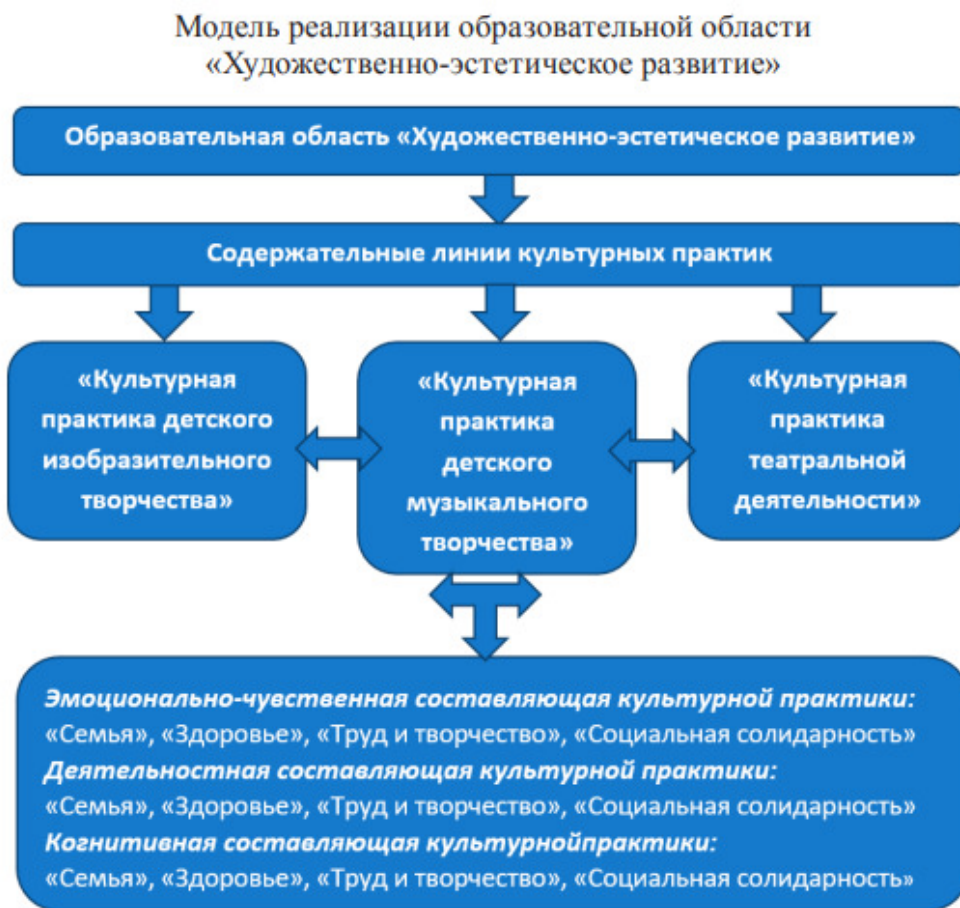 Модель реализации образовательной области
«Художественно-эстетическое развитие»
Образовательная область «Художественно-эстетическое развитие»
Содержательные линии культурных практик
«Культурная
практика детского
изобразительного
творчества»
«Культурная
практика
детского
музыкального
творчества»
«Культурная
практика
театральной
деятельности»
Эмоционально-чувственная составляющая культурной практики:
«Семья», «Здоровье», «Труд и творчество», «Социальная солидарность»
Деятельностная составляющая культурной практики:
«Семья», «Здоровье», «Труд и творчество», «Социальная солидарность»
Когнитивная составляющая культурнойпрактики:
«Семья», «Здоровье», «Труд и творчество», «Социальная солидарность»